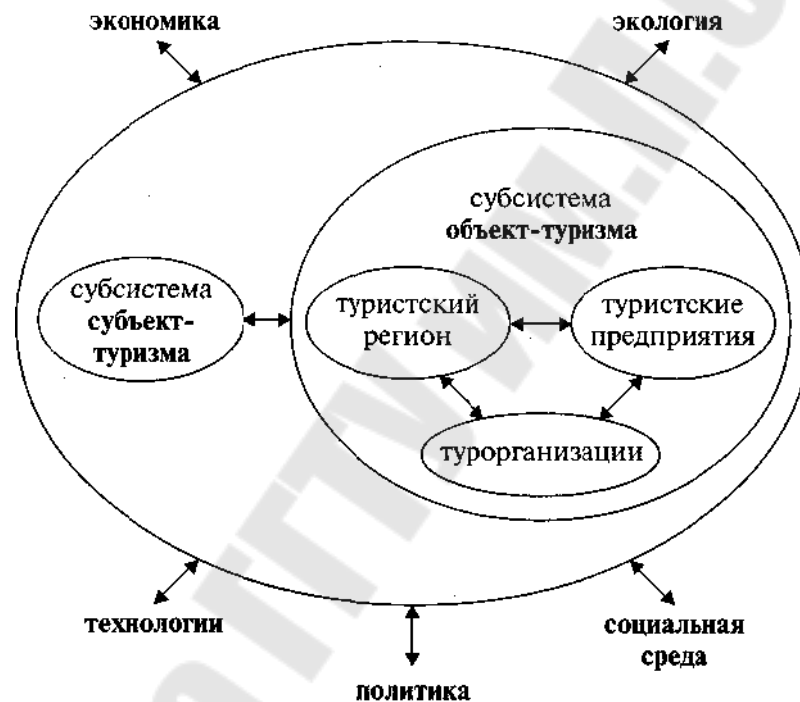 экономика
экология
субсистема
объект-туризма
субсистема
субъект-
туризма
туристский
регион
туристские
предприятия
турорганизации
технологии
политика
социальная
среда